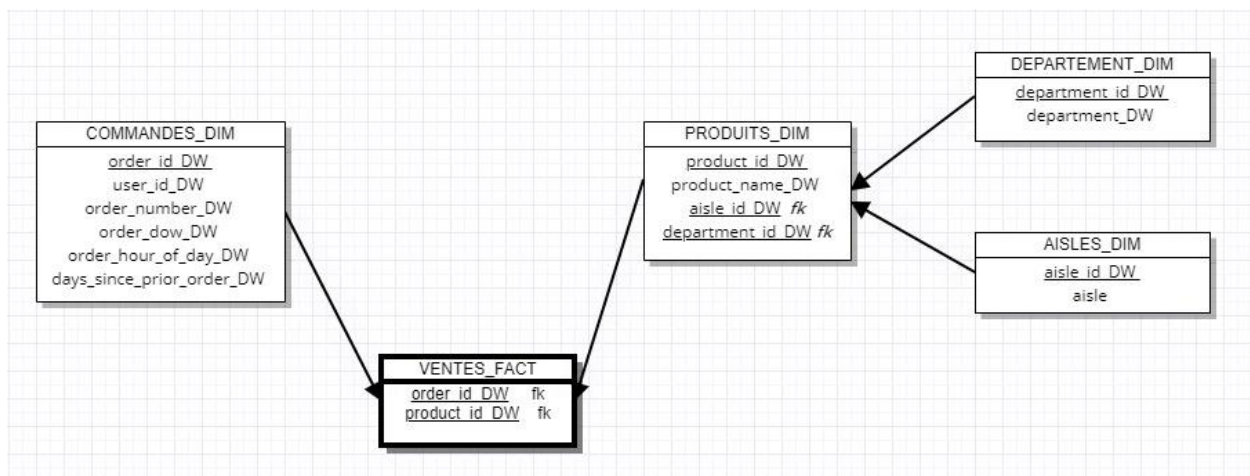 COMMANDES_DIM
order_id_DW
user_id_DW
order_number_DW
order_dow_DW
order_hour_of_day_DW
days_since_prior_order_DW
PRODUITS_DIM
product_id_DW
product_name_DW
aisle_id_DW fk
department_id_DW fk
DEPARTEMENT_DIM
department_id_DW
department_DW
AISLES_DIM
aisle_id_DW
aisle
VENTES_FACT
order_id_DW fk
product_id_DW fk